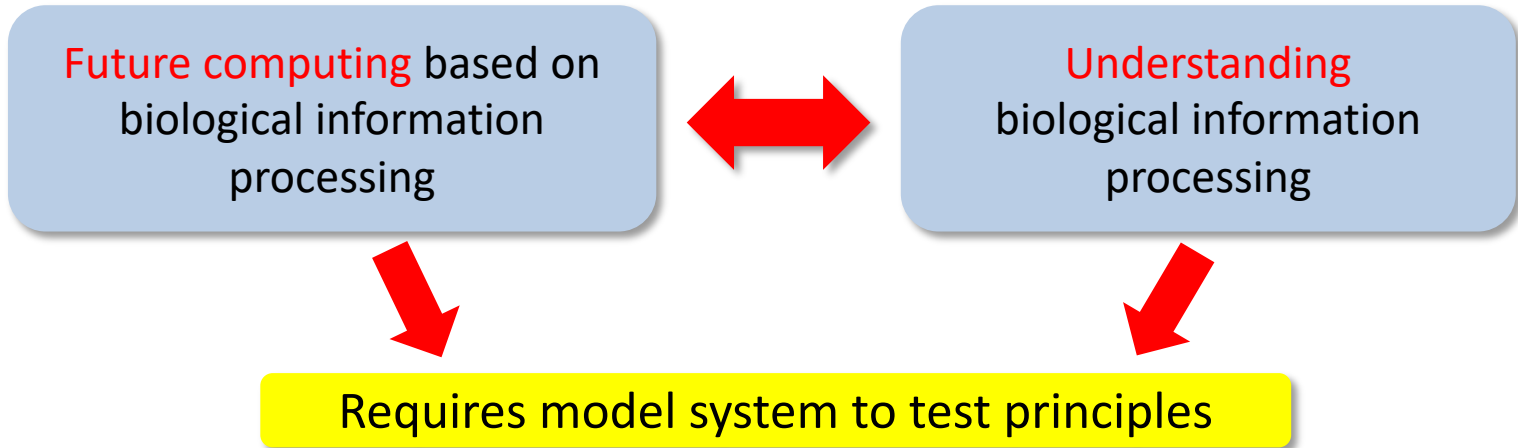 Future computing based on
biological information
processing
Understanding
biological information
processing
Requires model system to test principles